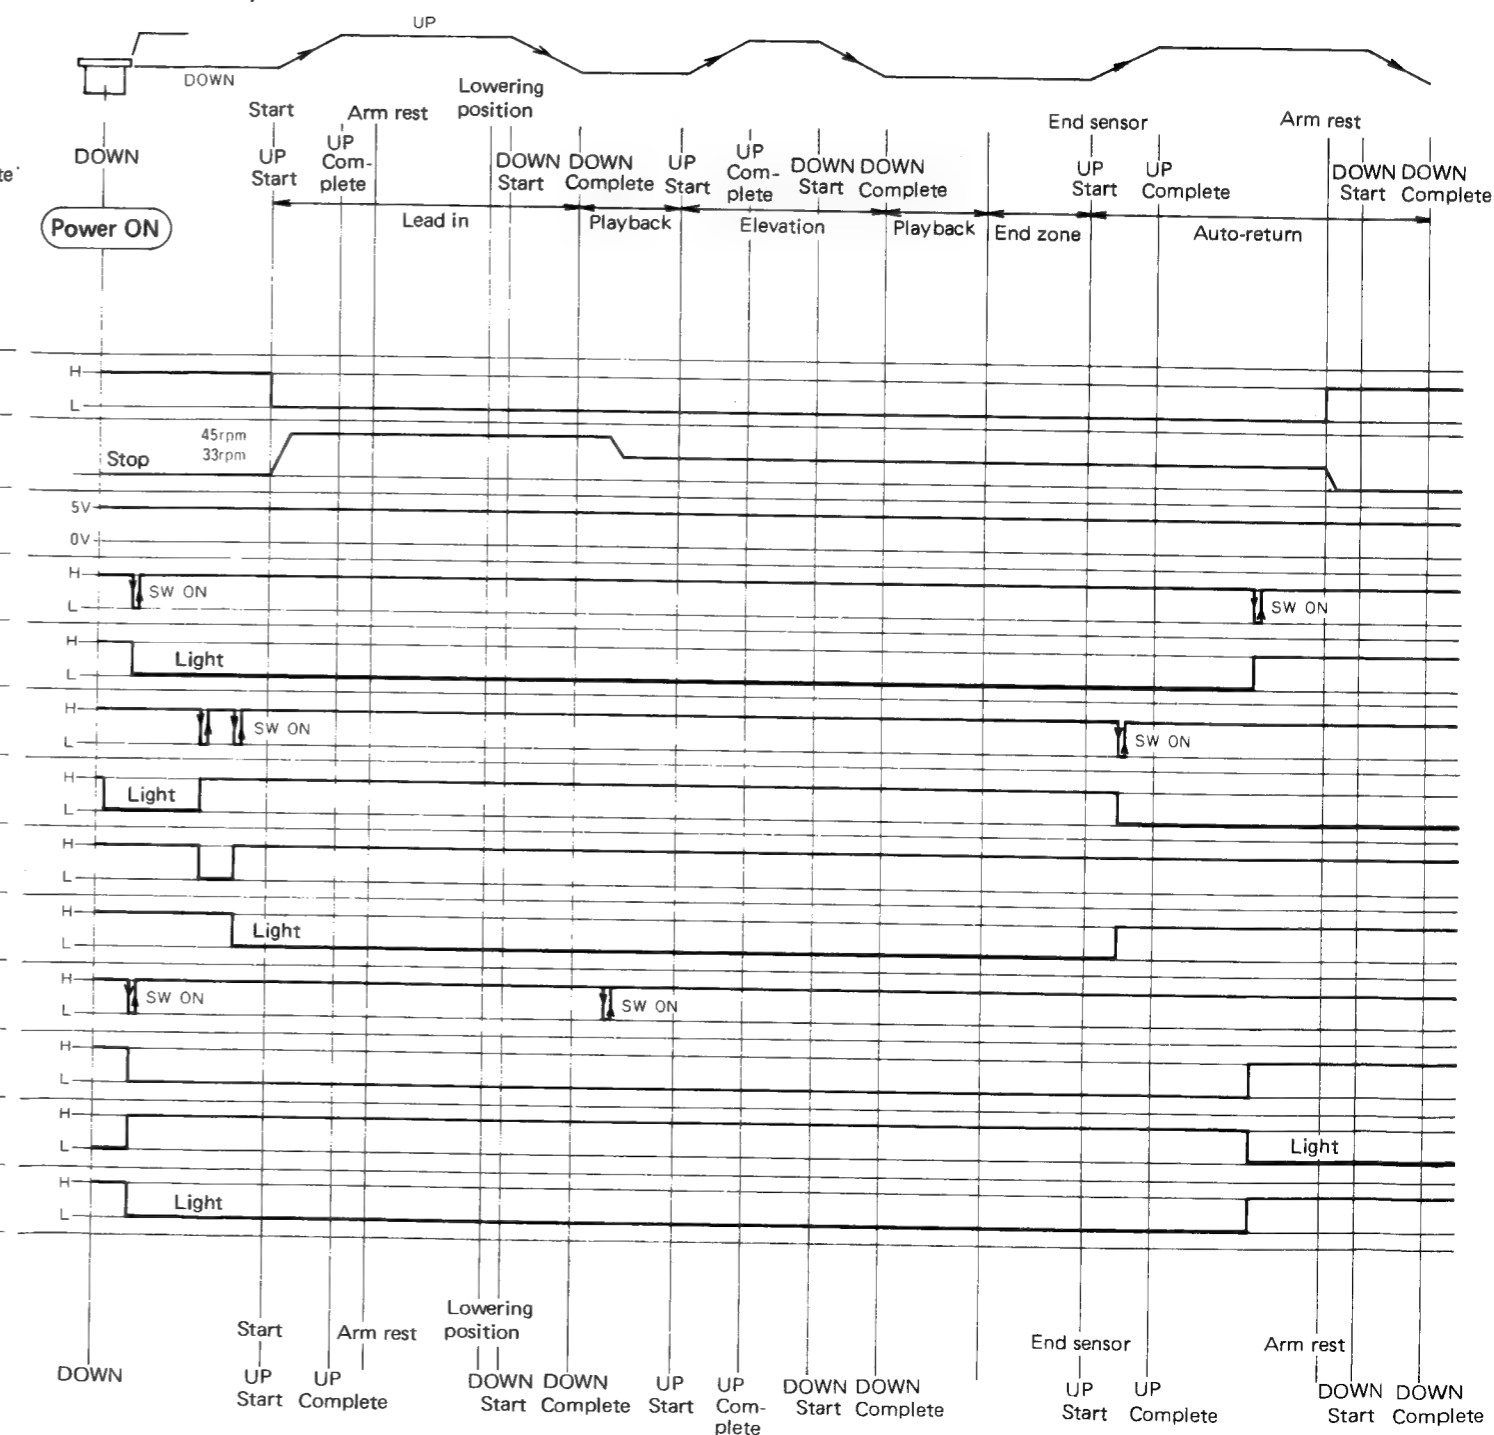 UP
DOWN
Lowering
position
Start
Arm rest
End sensor
Arm rest
DOWN
UP
Start
UP
Com-
plete
DOWN
Start
DOWN
Complete
UP
Start
UP
Com-
plete
DOWN
Start
DOWN
Complete
UP
Start
UP
Complete
DOWN
Start
DOWN
Complete
Power ON
Lead in
Playback
Elevation
Playback
End zone
Auto-return
H
L
45rpm
33rpm
Stop
5V
0V
H
L
SW ON
SW ON
H
L
Light
H
L
SW ON
SW ON
H
L
Light
H
L
H
L
Light
H
L
SW ON
SW ON
H
L
H
L
Light
H
L
Light
Lowering
position
Start
Arm rest
End sensor
Arm rest
DOWN
UP
Start
UP
Complete
DOWN
Start
DOWN
Complete
UP
Start
UP
Com-
plete
DOWN
Start
DOWN
Complete
UP
Start
UP
Complete
DOWN
Start
DOWN
Complete